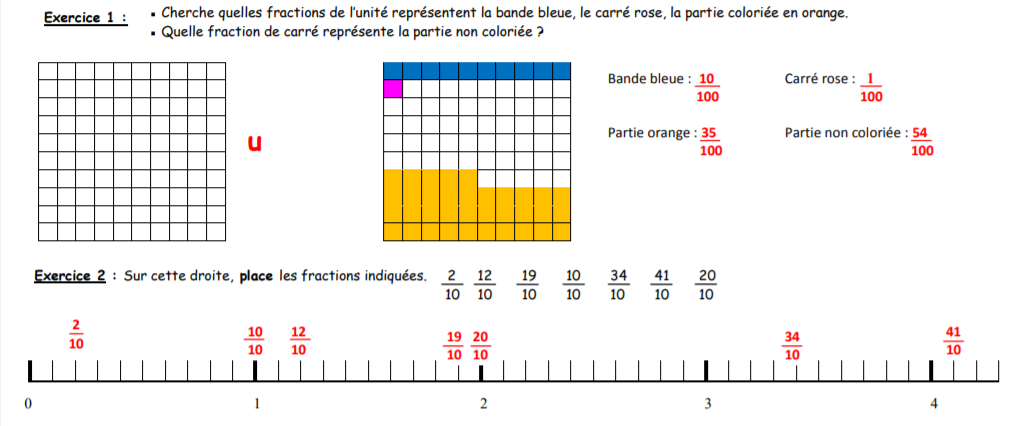 Exercice 1 : ▪ Cherche quelles fractions de l'unité représentent la bande bleue, le carré rose, la partie coloriée en orange.
▪ Quelle fraction de carré représente la partie non coloriée ?
u
Bande bleue : 10/100 Carré rose : 1/100
Partie orange : 35/100 Partie non coloriée : 54/100
Exercice 2 : Sur cette droite, place les fractions indiquées. 2/10 12/10 19/10 10/10 34/10 41/10 20/10
2/10 10/10 12/10 19/10 20/10 34/10 41/10
0 1 2 3 4